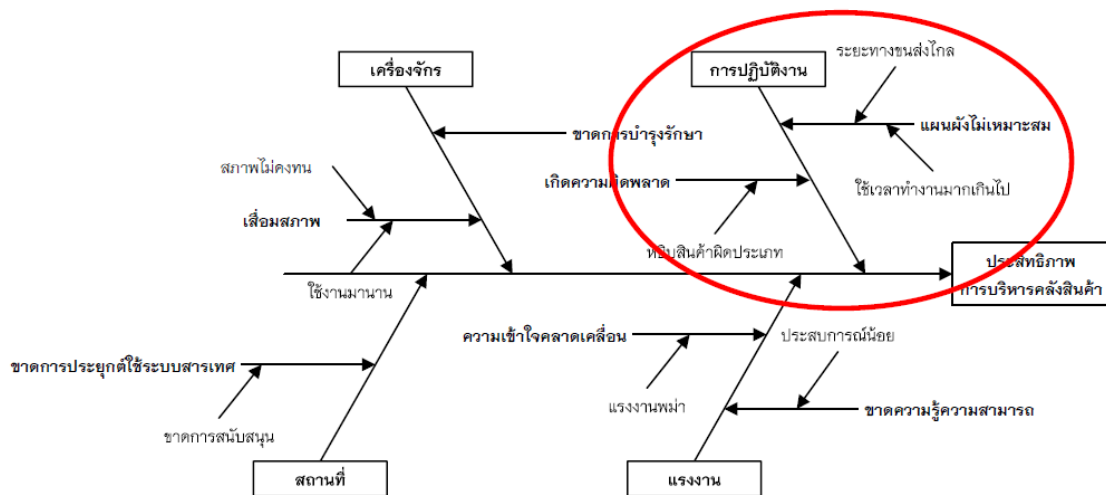 เครื่องจักร
การปฏิบัติงาน
ระยะทางขนส่งไกล
ขาดการบำรุงรักษา
แผนผังไม่เหมาะสม
สภาพไม่คงทน
เกิดความผิดพลาด
ใช้เวลาทำงานมากเกินไป
เสื่อมสภาพ
หยิบสินค้าผิดประเภท
ใช้งานมานาน
ประสิทธิภาพ
การบริหารคลังสินค้า
ความเข้าใจคลาดเคลื่อน
ประสบการณ์น้อย
ขาดการประยุกต์ใช้ระบบสารเทศ
แรงงานพม่า
ขาดความรู้ความสามารถ
ขาดการสนับสนุน
สถานที่
แรงงาน